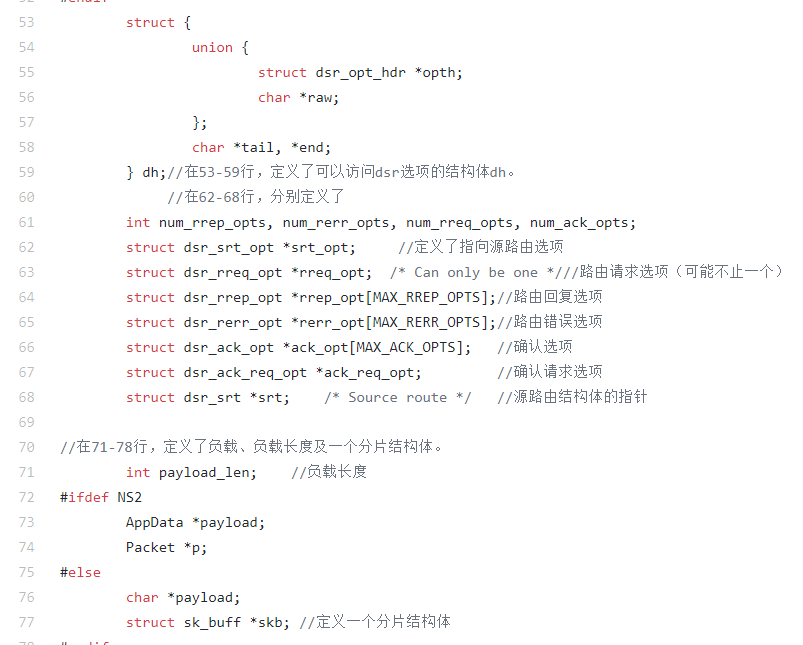 53 struct {
54 union {
55 struct dsr_opt_hdr *opth;
56 char *raw;
57 };
58 char *tail, *end;
59 } dh;//在53-59行，定义了可以访问dsr选项的结构体dh。
60 //在62-68行，分别定义了
61 int num_rrep_opts, num_rerr_opts, num_rreq_opts, num_ack_opts;
62 struct dsr_srt_opt *srt_opt; //定义了指向源路由选项
63 struct dsr_rreq_opt *rreq_opt; /* Can only be one *///路由请求选项（可能不止一个）
64 struct dsr_rrep_opt *rrep_opt[MAX_RREP_OPTS];//路由回复选项
65 struct dsr_rerr_opt *rerr_opt[MAX_RERR_OPTS];//路由错误选项
66 struct dsr_ack_opt *ack_opt[MAX_ACK_OPTS]; //确认选项
67 struct dsr_ack_req_opt *ack_req_opt; //确认请求选项
68 struct dsr_srt *srt; /* Source route */ //源路由结构体的指针
69
70 //在71-78行，定义了负载、负载长度及一个分片结构体。
71 int payload_len; //负载长度
72 #ifdef NS2
73 AppData *payload;
74 Packet *p;
75 #else
76 char *payload;
77 struct sk_buff *skb; //定义一个分片结构体